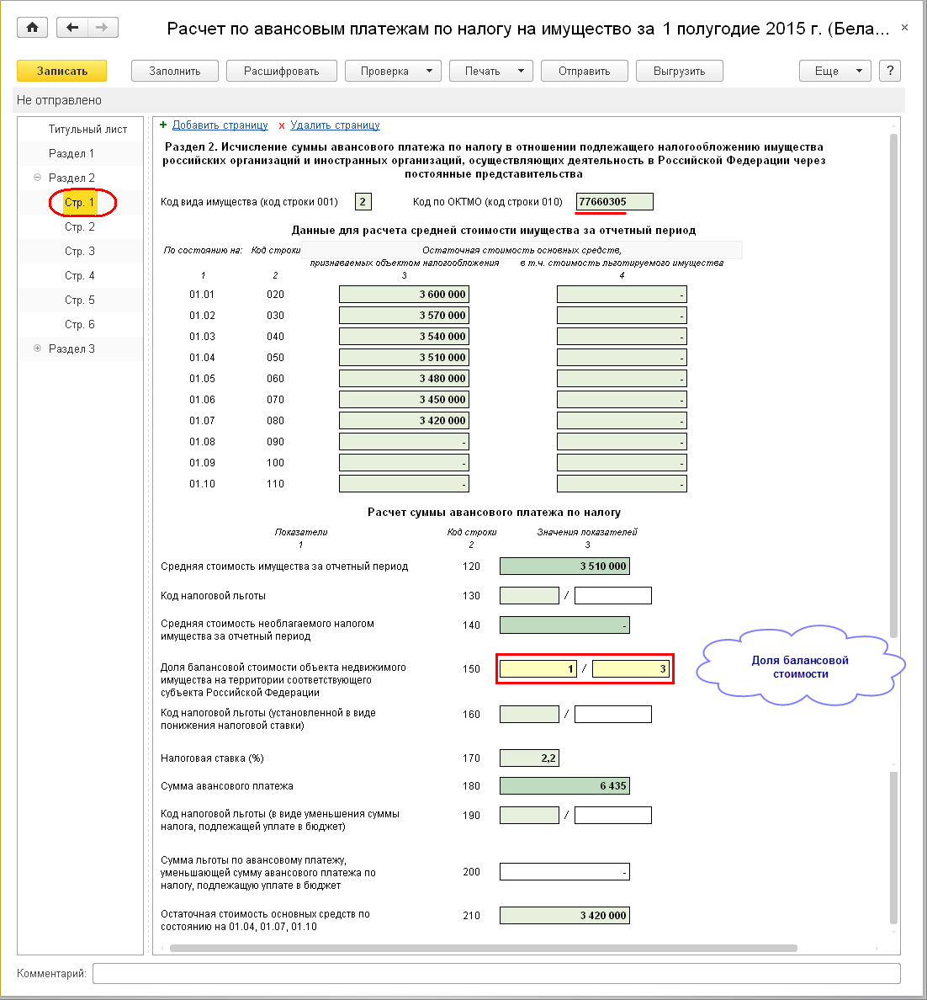 Расчет по авансовым платежам по налогу на имущество за 1 полугодие 2015 г. (Бела... ×
Записать Заполнить Расшифровать Проверка Печать Отправить Выгрузить Еще ?
Не отправлено
Титульный лист
Раздел 1
Раздел 2
Стр. 1
Стр. 2
Стр. 3
Стр. 4
Стр. 5
Стр. 6
Раздел 3
+ Добавить страницу x Удалить страницу
Раздел 2. Исчисление суммы авансового платежа по налогу в отношении подлежащего налогообложению имущества
российских организаций и иностранных организаций, осуществляющих деятельность в Российской Федерации через
постоянные представительства
Код вида имущества (код строки 001) 2 Код по ОКТМО (код строки 010) 77660305
Данные для расчета средней стоимости имущества за отчетный период
По состоянию на: Код строки Остаточная стоимость основных средств,
признаваемых объектом налогообложения в т.ч. стоимость льготируемого имущества
1 2 3 4
01.01 020 3 600 000 -
01.02 030 3 570 000 -
01.03 040 3 540 000 -
01.04 050 3 510 000 -
01.05 060 3 480 000 -
01.06 070 3 450 000 -
01.07 080 3 420 000 -
01.08 090 - -
01.09 100 - -
01.10 110 - -
Расчет суммы авансового платежа по налогу
Показатели Код строки Значения показателей
1 2 3
Средняя стоимость имущества за отчетный период 120 3 510 000
Код налоговой льготы 130 /
Средняя стоимость необлагаемого налогом
имущества за отчетный период 140 -
Доля балансовой стоимости объекта недвижимого
имущества на территории соответствующего
субъекта Российской Федерации 150 1 / 3
Доля балансовой
стоимости
Код налоговой льготы (установленной в виде
понижения налоговой ставки) 160 /
Налоговая ставка (%) 170 2,2
Сумма авансового платежа 180 6 435
Код налоговой льготы (в виде уменьшения суммы
налога, подлежащей уплате в бюджет) 190 /
Сумма льготы по авансовому платежу,
уменьшающей сумму авансового платежа по
налогу, подлежащую уплате в бюджет 200 -
Остаточная стоимость основных средств по
состоянию на 01.04, 01.07, 01.10 210 3 420 000
Комментарий: